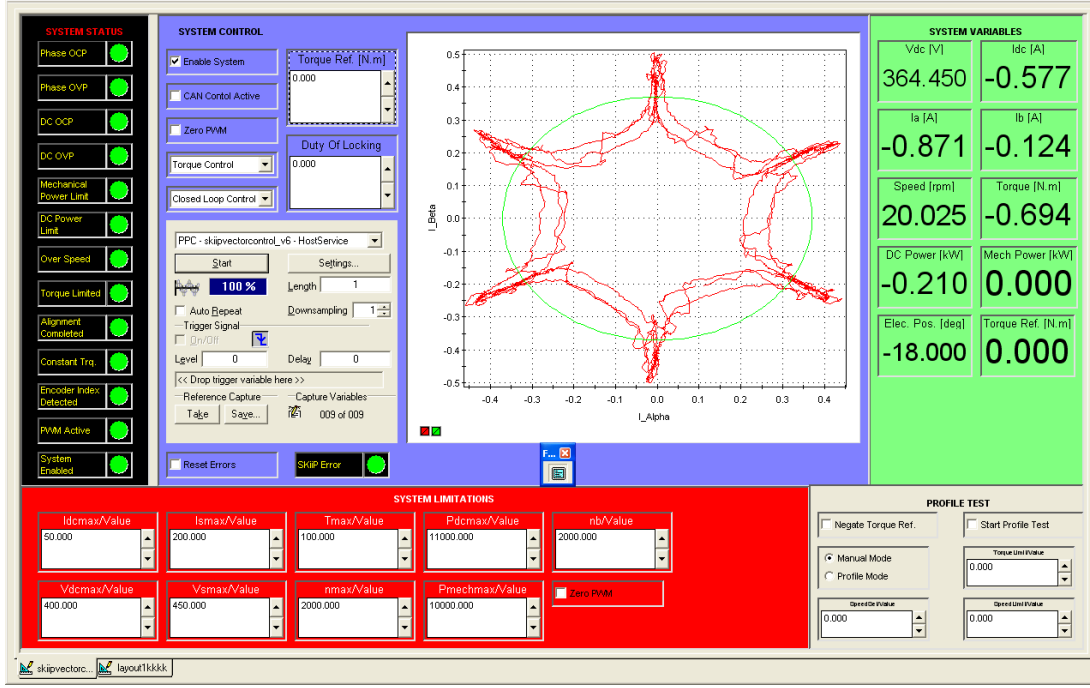 SYSTEM STATUS
Phase OCP
Phase OVP
DC OCP
DC OVP
Mechanical
Power Limit
DC Power
Limit
Over Speed
Torque Limited
Alignment
Completed
Constant Trq.
Encoder Index
Detected
PWM Active
System
Enabled
SYSTEM CONTROL
Enable System
CAN Contol Active
Zero PWM
Torque Control
Closed Loop Control
Torque Ref. [N.m]
0.000
Duty Of Locking
0.000
PPC - skiipvectorcontrol_v6 - HostService
Start
Settings...
100 %
Length 1
Auto Repeat
Downsampling 1
Trigger Signal
On/Off
Level 0
Delay 0
<< Drop trigger variable here >>
Reference Capture
Take
Save...
Capture Variables
009 of 009
Reset Errors
SKiiP Error
0.5
0.4
0.3
0.2
0.1
0.0
-0.1
-0.2
-0.3
-0.4
-0.5
I_Beta
-0.4 -0.3 -0.2 -0.1 0.0 0.1 0.2 0.3 0.4
I_Alpha
F...
SYSTEM VARIABLES
Vdc [V]
364.450
Idc [A]
-0.577
Ia [A]
-0.871
Ib [A]
-0.124
Speed [rpm]
20.025
Torque [N.m]
-0.694
DC Power [kW]
-0.210
Mech Power [kW]
0.000
Elec. Pos. [deg]
-18.000
Torque Ref. [N.m]
0.000
SYSTEM LIMITATIONS
Idcmax/Value
50.000
Ismax/Value
200.000
Tmax/Value
100.000
Pdcmax/Value
11000.000
nb/Value
2000.000
Vdcmax/Value
400.000
Vsmax/Value
450.000
nmax/Value
2000.000
Pmechmax/Value
10000.000
Zero PWM
PROFILE TEST
Negate Torque Ref.
Start Profile Test
Manual Mode
Profile Mode
Torque Limit/Value
0.000
0.000
Speed Limit/Value
0.000
skiipvectorc...
layout1kkkk